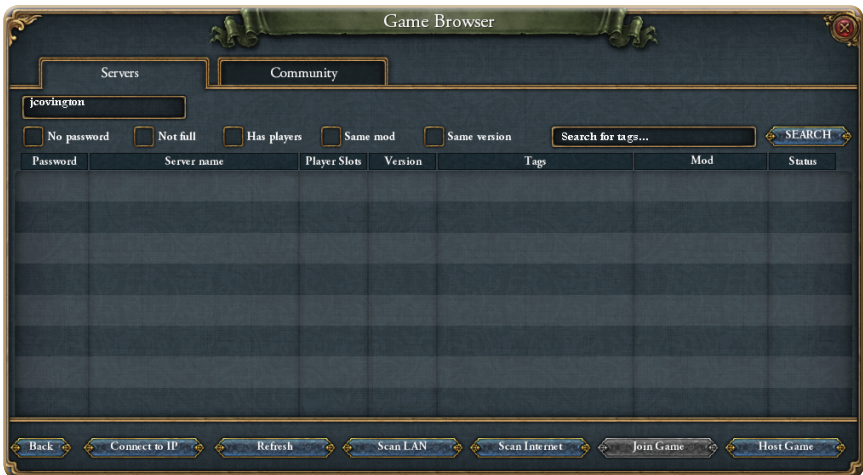 Game Browser
Servers Community
jcovington
No password Not full Has players Same mod Same version Search for tags... SEARCH
Password Server name Player Slots Version Tags Mod Status
Back Connect to IP Refresh Scan LAN Scan Internet Join Game Host Game